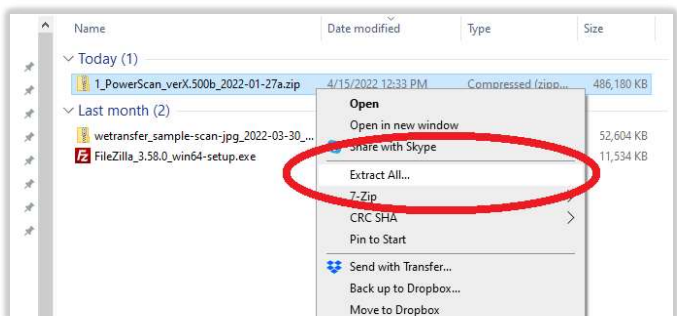 Name Date modified Type Size
Today (1)
1_PowerScan_verX.500b_2022-01-27a.zip 4/15/2022 12:33 PM Compressed (zipp... 486,180 KB
Last month (2)
wetransfer_sample-scan-jpg_2022-03-30_... 52,604 KB
FileZilla_3.58.0_win64-setup.exe 11,534 KB
Open
Open in new window
Share with Skype
Extract All...
7-Zip
CRC SHA
Pin to Start
Send with Transfer...
Back up to Dropbox...
Move to Dropbox